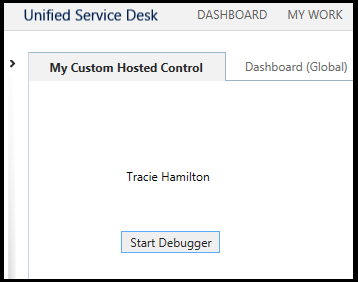 Unified Service Desk DASHBOARD MY WORK
My Custom Hosted Control Dashboard (Global)
Tracie Hamilton
Start Debugger